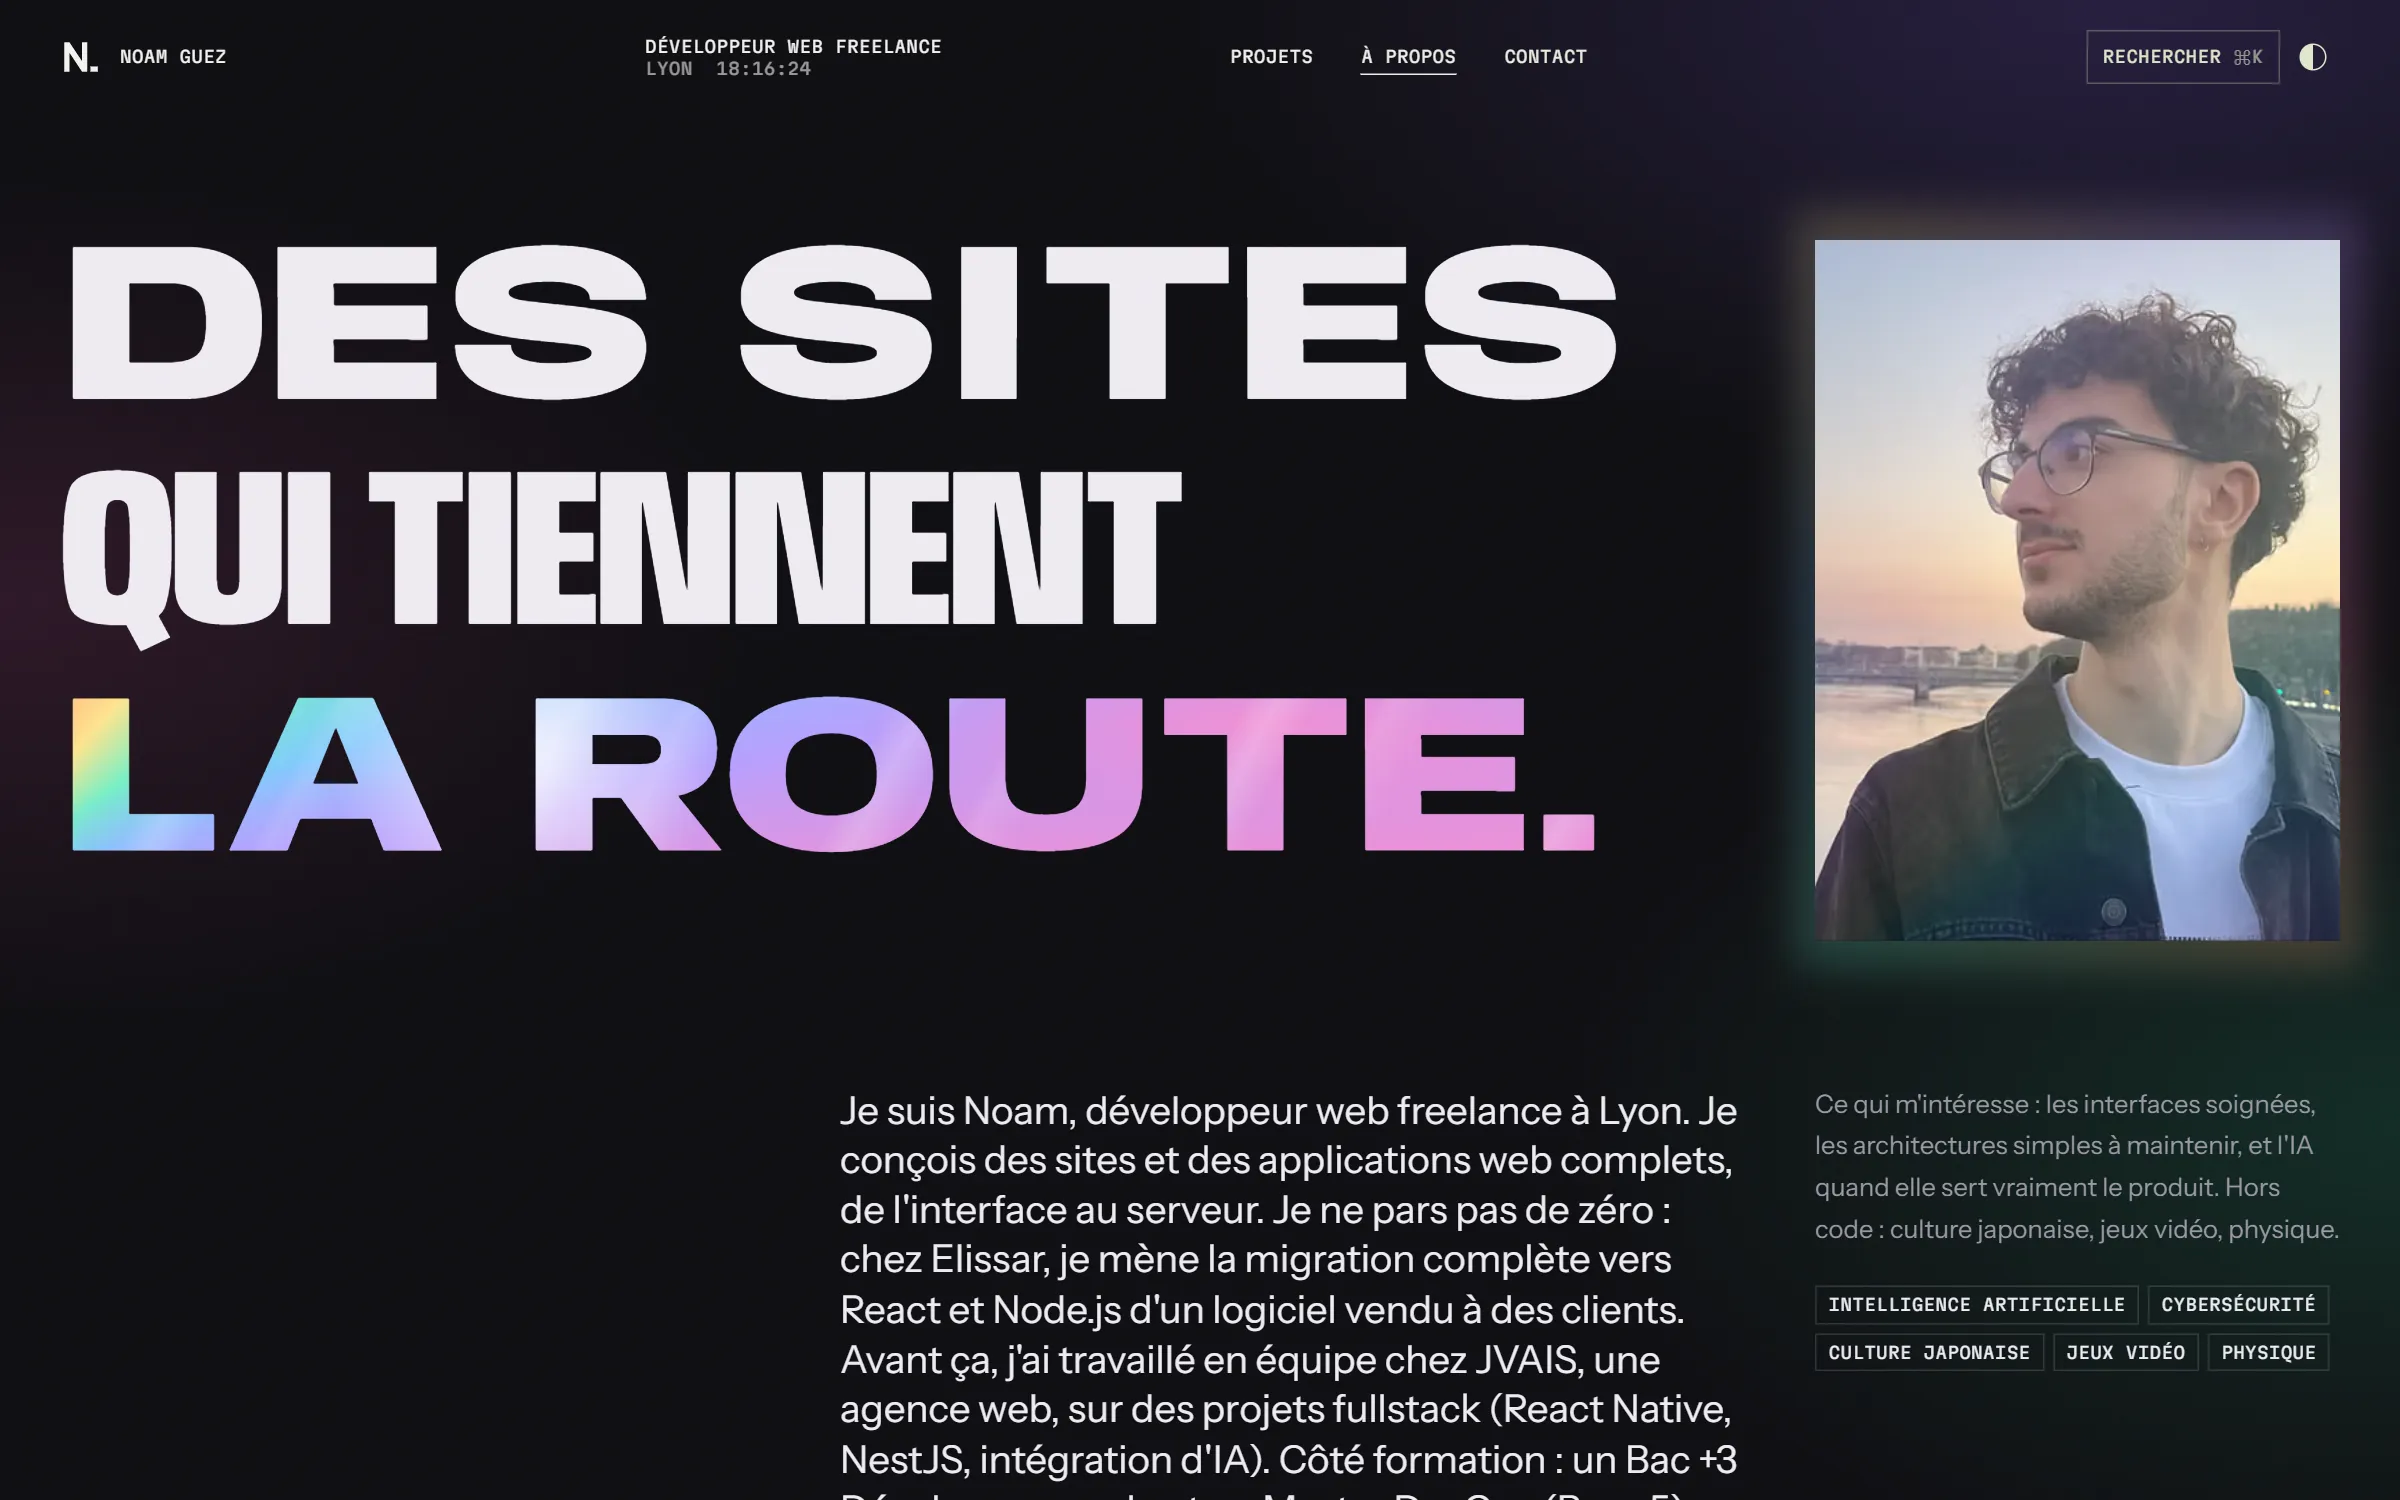 N. NOAM GUEZ
DÉVELOPPEUR WEB FREELANCE
LYON 18:16:24
PROJETS À PROPOS CONTACT
RECHERCHER ⌘K
DES SITES
QUI TIENNENT
LA ROUTE.
Je suis Noam, développeur web freelance à Lyon. Je
conçois des sites et des applications web complets,
de l'interface au serveur. Je ne pars pas de zéro :
chez Elissar, je mène la migration complète vers
React et Node.js d'un logiciel vendu à des clients.
Avant ça, j'ai travaillé en équipe chez JVAIS, une
agence web, sur des projets fullstack (React Native,
NestJS, intégration d'IA). Côté formation : un Bac +3
Ce qui m'intéresse : les interfaces soignées,
les architectures simples à maintenir, et l'IA
quand elle sert vraiment le produit. Hors
code : culture japonaise, jeux vidéo, physique.
INTELLIGENCE ARTIFICIELLE CYBERSÉCURITÉ
CULTURE JAPONAISE JEUX VIDÉO PHYSIQUE